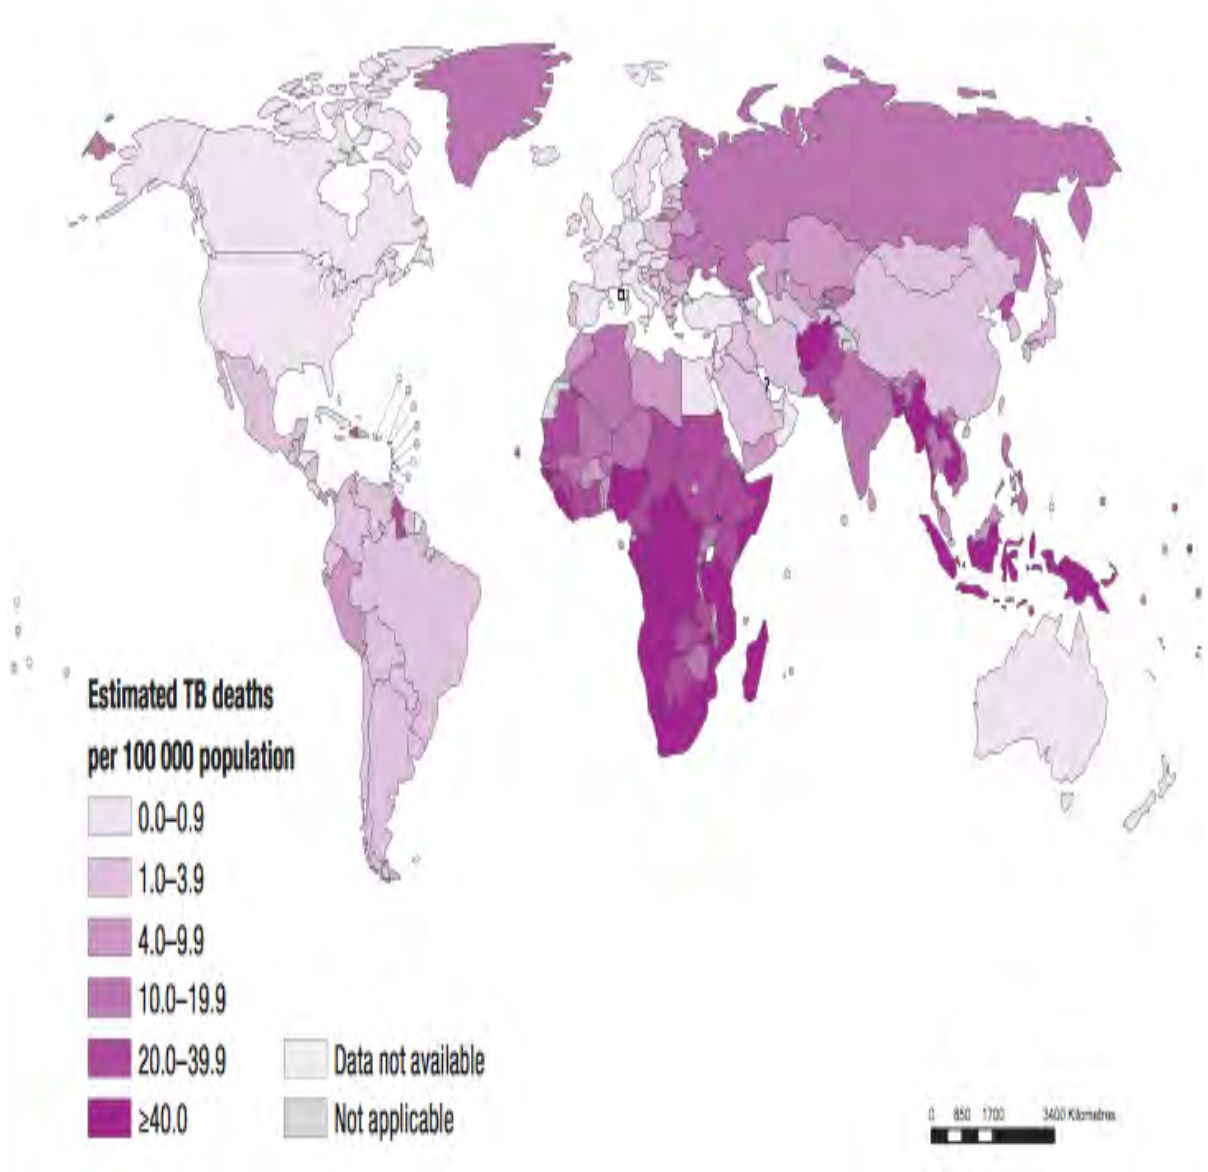 Estimated TB deaths
per 100 000 population
0.0–0.9
1.0–3.9
4.0–9.9
10.0–19.9
20.0–39.9
≥40.0
Data not available
Not applicable
0 850 1700 3400 Kilometres